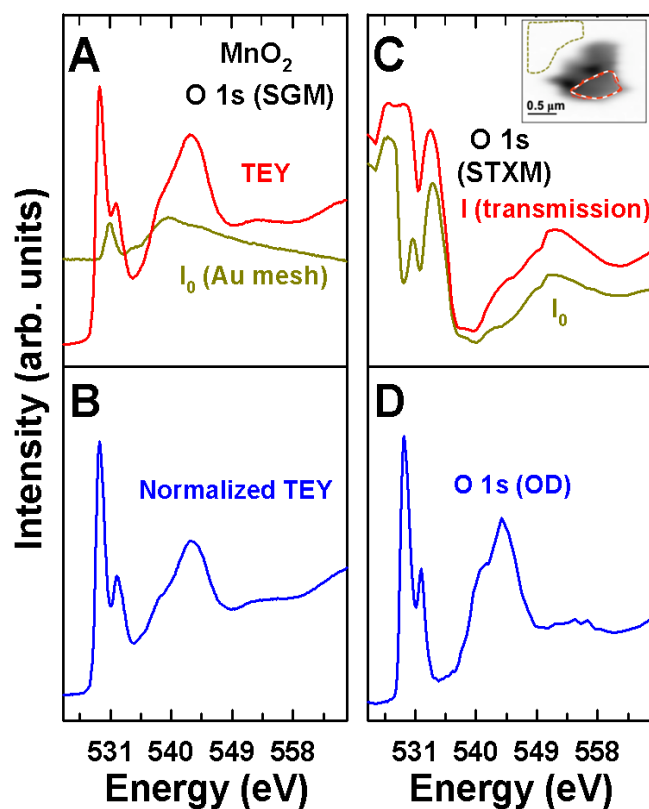 A
MnO₂
O 1s (SGM)
TEY
I₀ (Au mesh)
C
0.5 μm
O 1s
(STXM)
I (transmission)
I₀
B
Normalized TEY
D
O 1s (OD)
Intensity (arb. units)
531 540 549 558
531 540 549 558
Energy (eV)
Energy (eV)